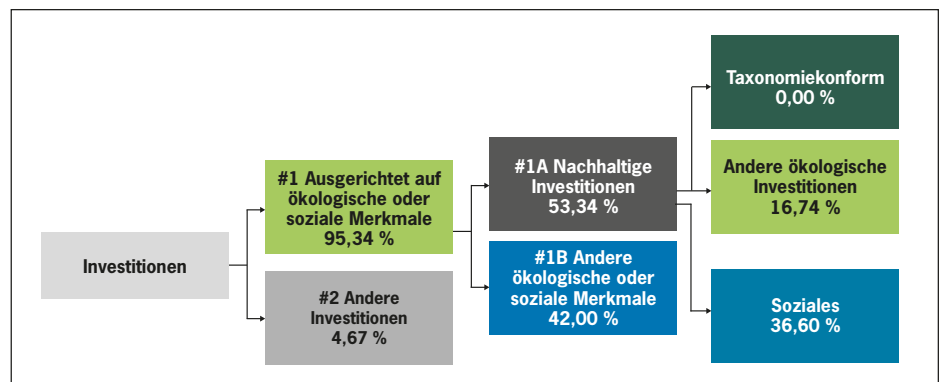 Investitionen
#1 Ausgerichtet auf
ökologische oder
soziale Merkmale
95,34 %
#2 Andere
Investitionen
4,67 %
#1A Nachhaltige
Investitionen
53,34 %
#1B Andere
ökologische oder
soziale Merkmale
42,00 %
Taxonomiekonform
0,00 %
Andere ökologische
Investitionen
16,74 %
Soziales
36,60 %